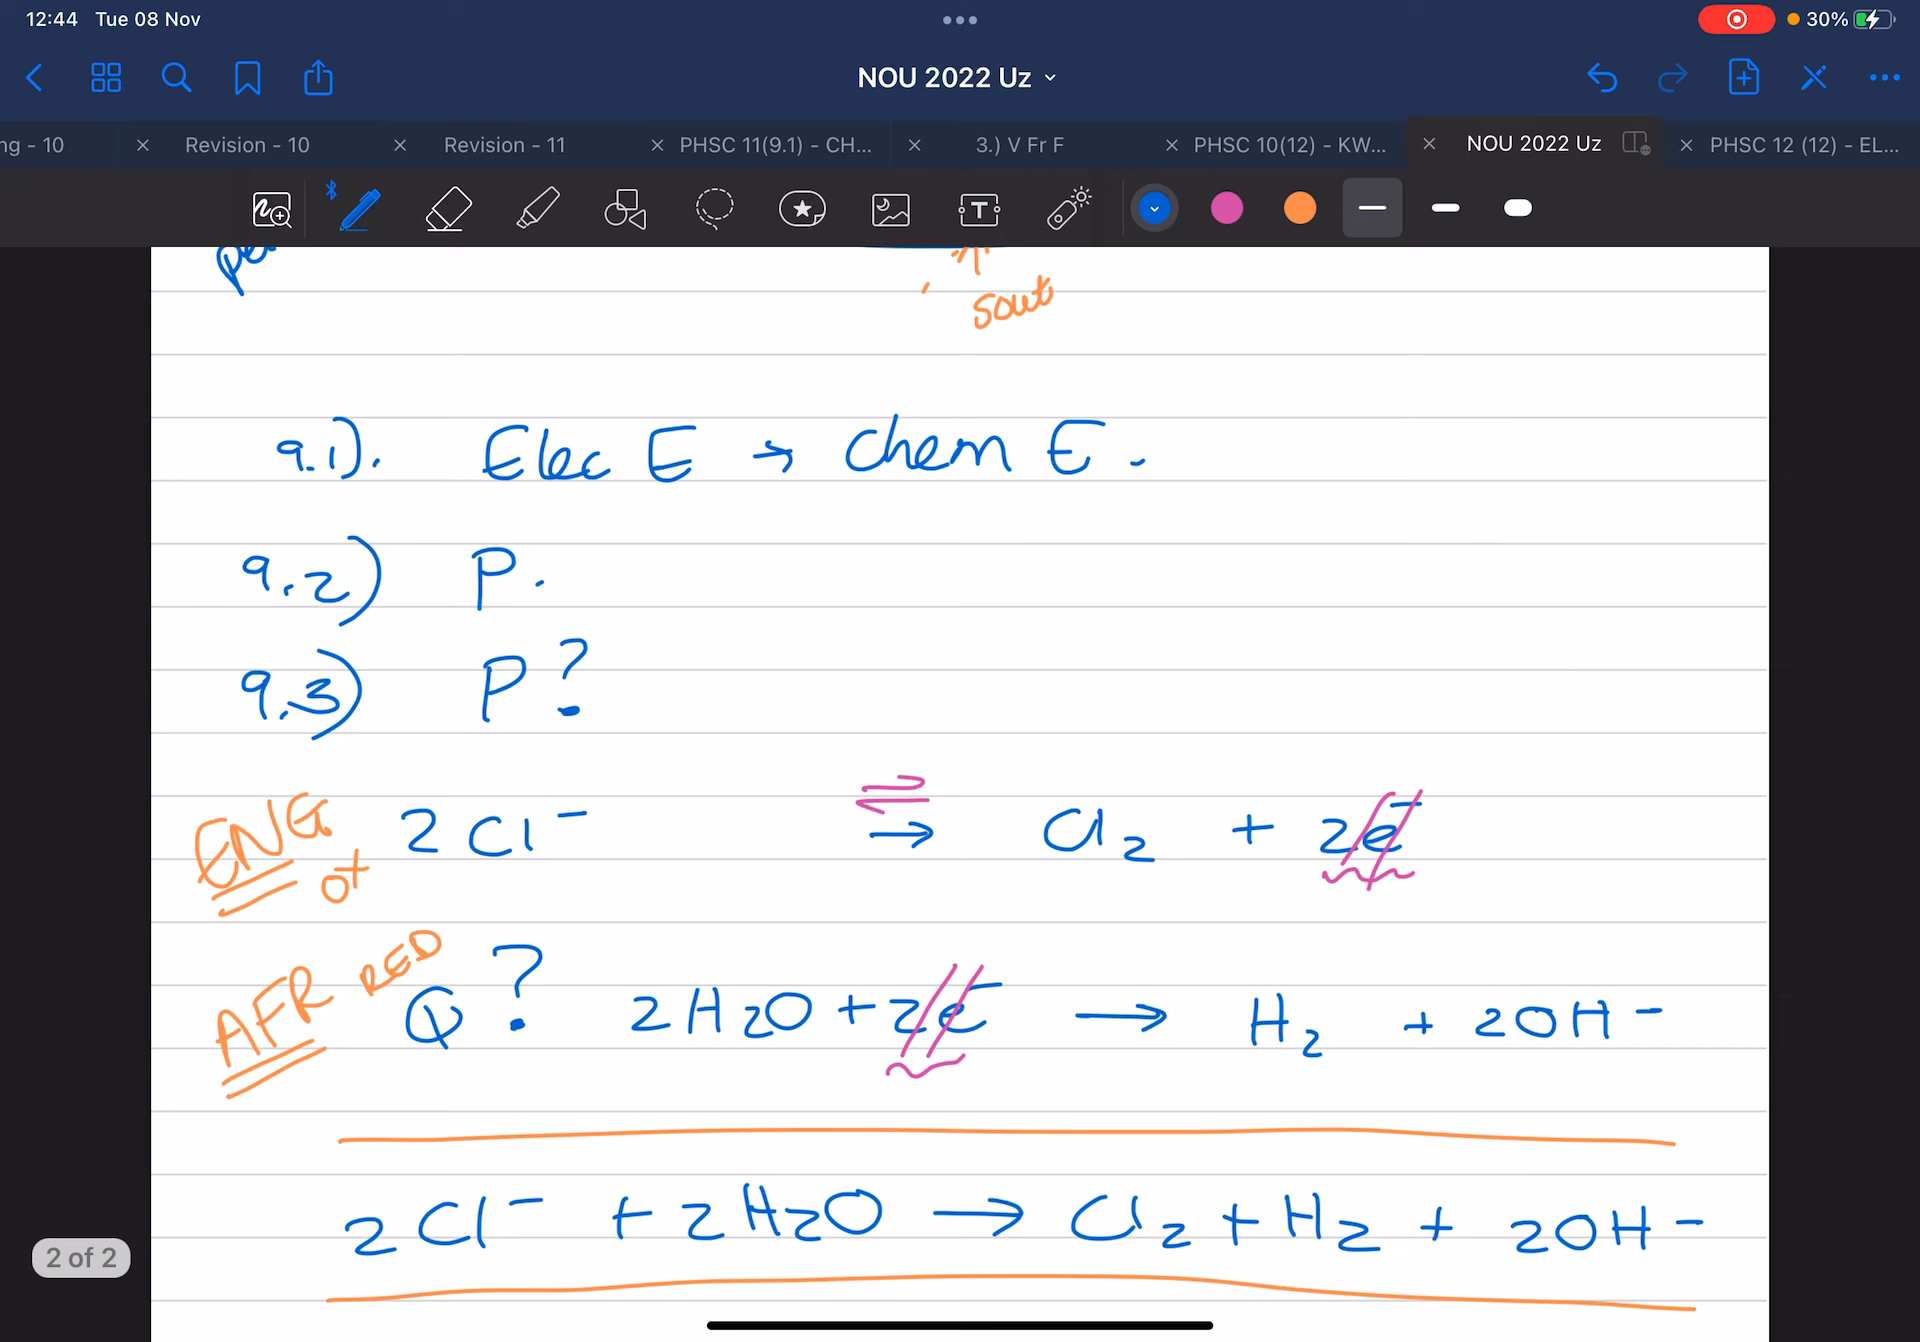 12:44 Tue 08 Nov
30%
NOU 2022 Uz
ng - 10
Revision - 10
Revision - 11
PHSC 11(9.1) - CH...
3.) V Fr F
PHSC 10(12) - KW...
NOU 2022 Uz
PHSC 12 (12) - EL...
sout
9.1). Elec E → Chem E.
9.2) P.
9.3) P?
ENG ox 2Cl⁻ ⇌ → Cl₂ + 2e⁻
AFR RED Q? 2H₂O + 2e⁻ → H₂ + 2OH⁻
2Cl⁻ + 2H₂O → Cl₂ + H₂ + 2OH⁻
2 of 2